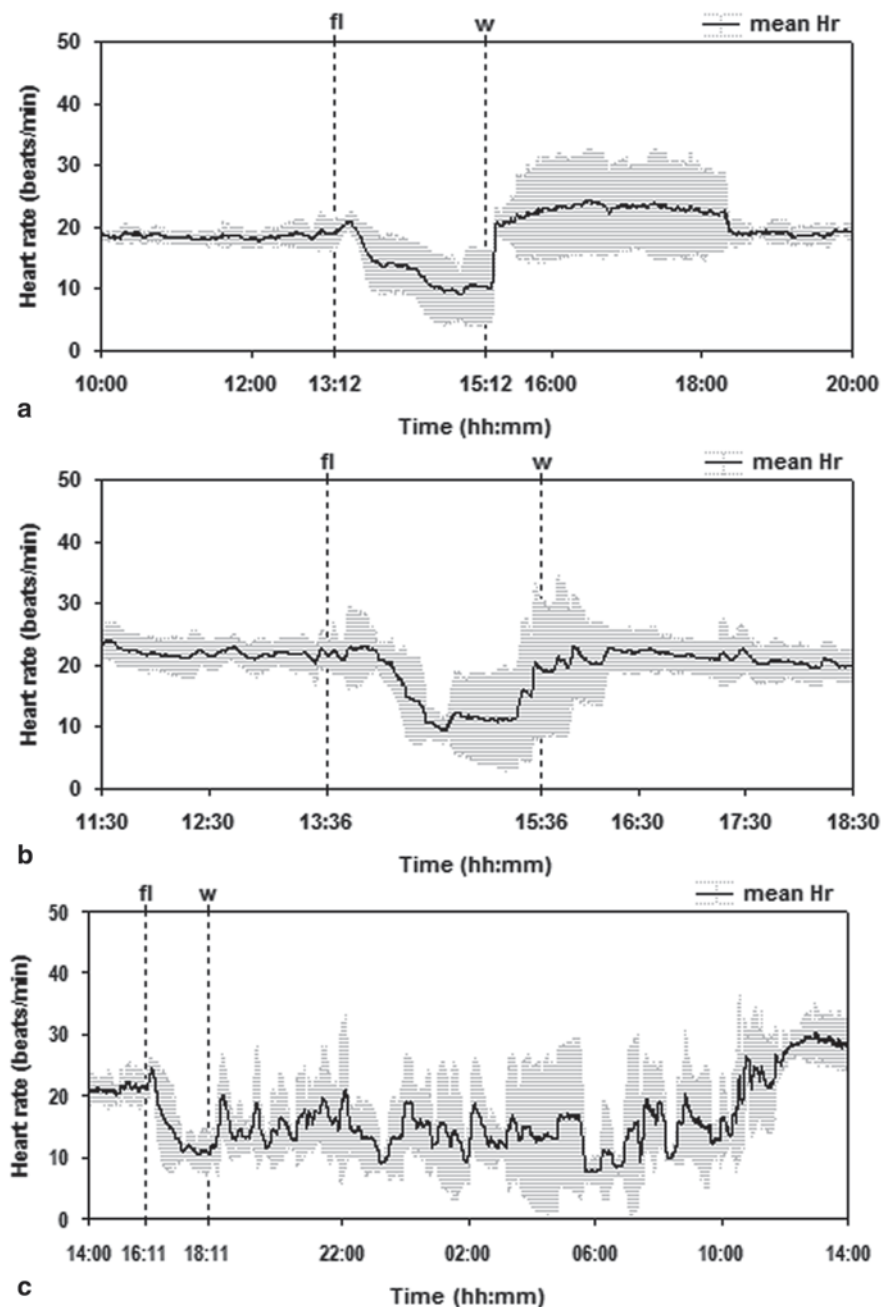 fl w mean Hr
50
40
30
20
10
0
Heart rate (beats/min)
10:00 12:00 13:12 15:12 16:00 18:00 20:00
a
Time (hh:mm)
fl w mean Hr
50
40
30
20
10
0
Heart rate (beats/min)
11:30 12:30 13:36 15:36 16:30 17:30 18:30
b
Time (hh:mm)
fl w mean Hr
50
40
30
20
10
0
Heart rate (beats/min)
14:00 16:11 18:11 22:00 02:00 06:00 10:00 14:00
c
Time (hh:mm)